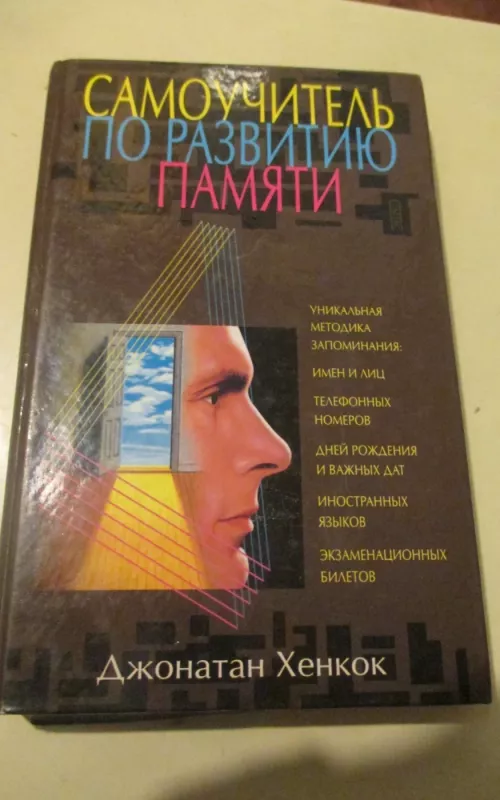 САМОУЧИТЕЛЬ
ПО РАЗВИТИЮ
ПАМЯТИ
УНИКАЛЬНАЯ
МЕТОДИКА
ЗАПОМИНАНИЯ:
ИМЕН И ЛИЦ
ТЕЛЕФОННЫХ
НОМЕРОВ
ДНЕЙ РОЖДЕНИЯ
И ВАЖНЫХ ДАТ
ИНОСТРАННЫХ
ЯЗЫКОВ
ЭКЗАМЕНАЦИОННЫХ
БИЛЕТОВ
Джонатан Хенкок